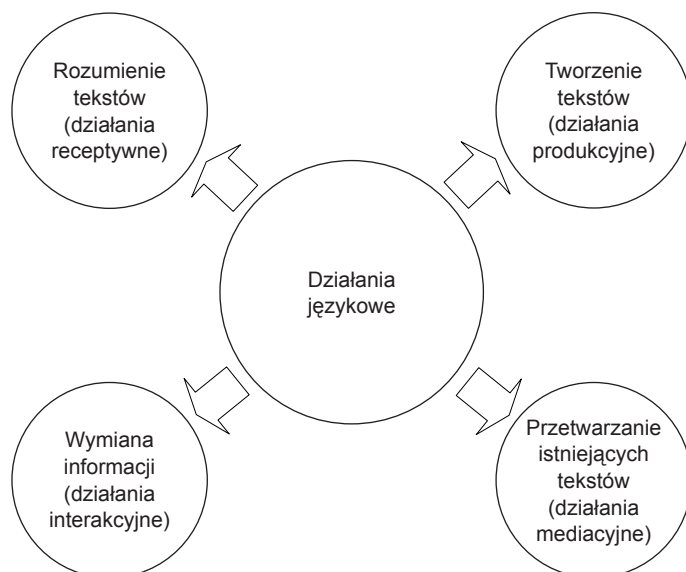 Rozumienie
tekstów
(działania
receptywne)
Tworzenie
tekstów
(działania
produkcyjne)
Działania
językowe
Wymiana
informacji
(działania
interakcyjne)
Przetwarzanie
istniejących
tekstów
(działania
mediacyjne)